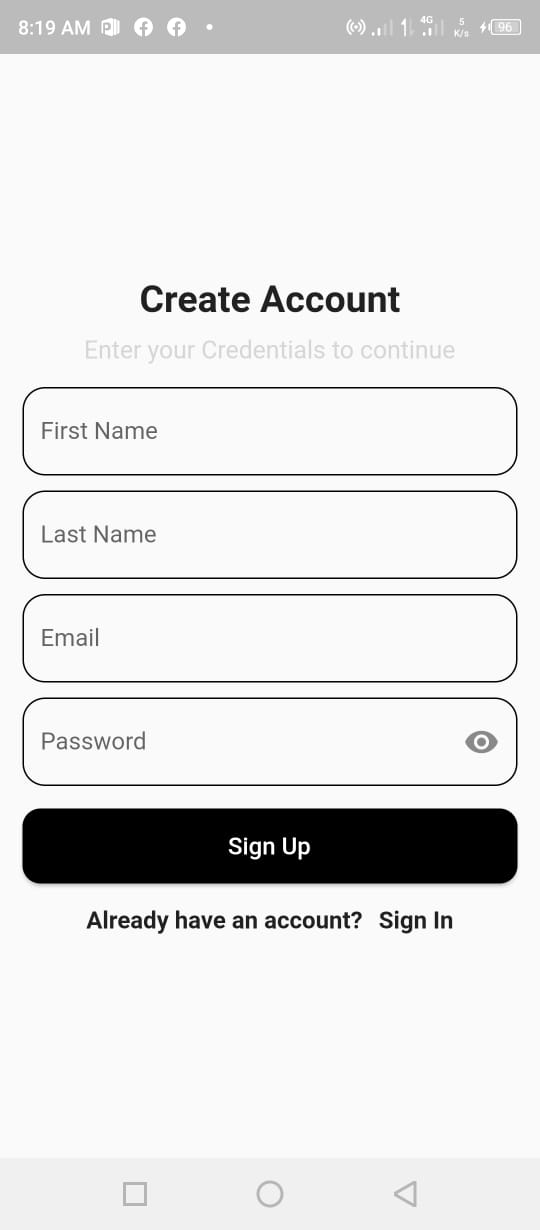 8:19 AM 4G 5 K/s 96
Create Account
Enter your Credentials to continue
First Name
Last Name
Email
Password
Sign Up
Already have an account? Sign In